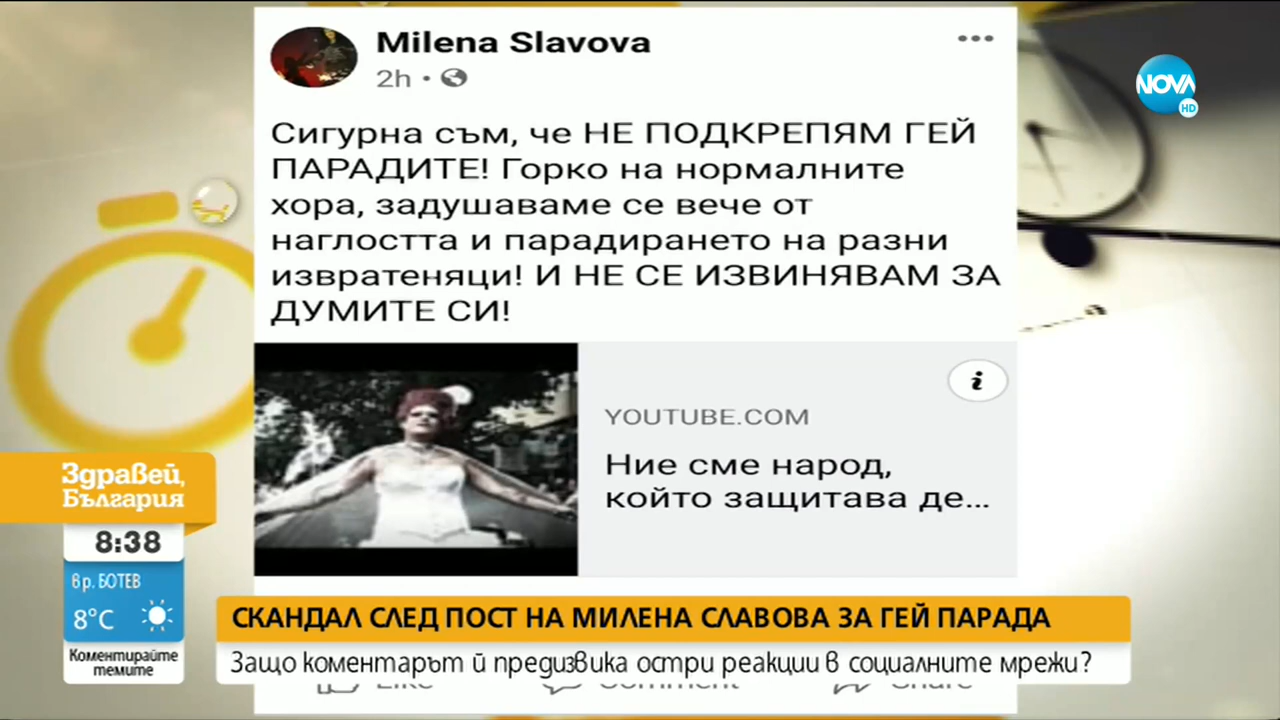 Milena Slavova
2h
NOVA
HD
Сигурна съм, че НЕ ПОДКРЕПЯМ ГЕЙ
ПАРАДИТЕ! Горко на нормалните
хора, задушаваме се вече от
наглостта и парадирането на разни
извратеняци! И НЕ СЕ ИЗВИНЯВАМ ЗА
ДУМИТЕ СИ!
YOUTUBE.COM
Ние сме народ,
който защитава де...
Здравей,
България
8:38
вр. БОТЕВ
8°C
Коментирайте
темите
СКАНДАЛ СЛЕД ПОСТ НА МИЛЕНА СЛАВОВА ЗА ГЕЙ ПАРАДА
Защо коментарът ѝ предизвика остри реакции в социалните мрежи?
Like Comment Share